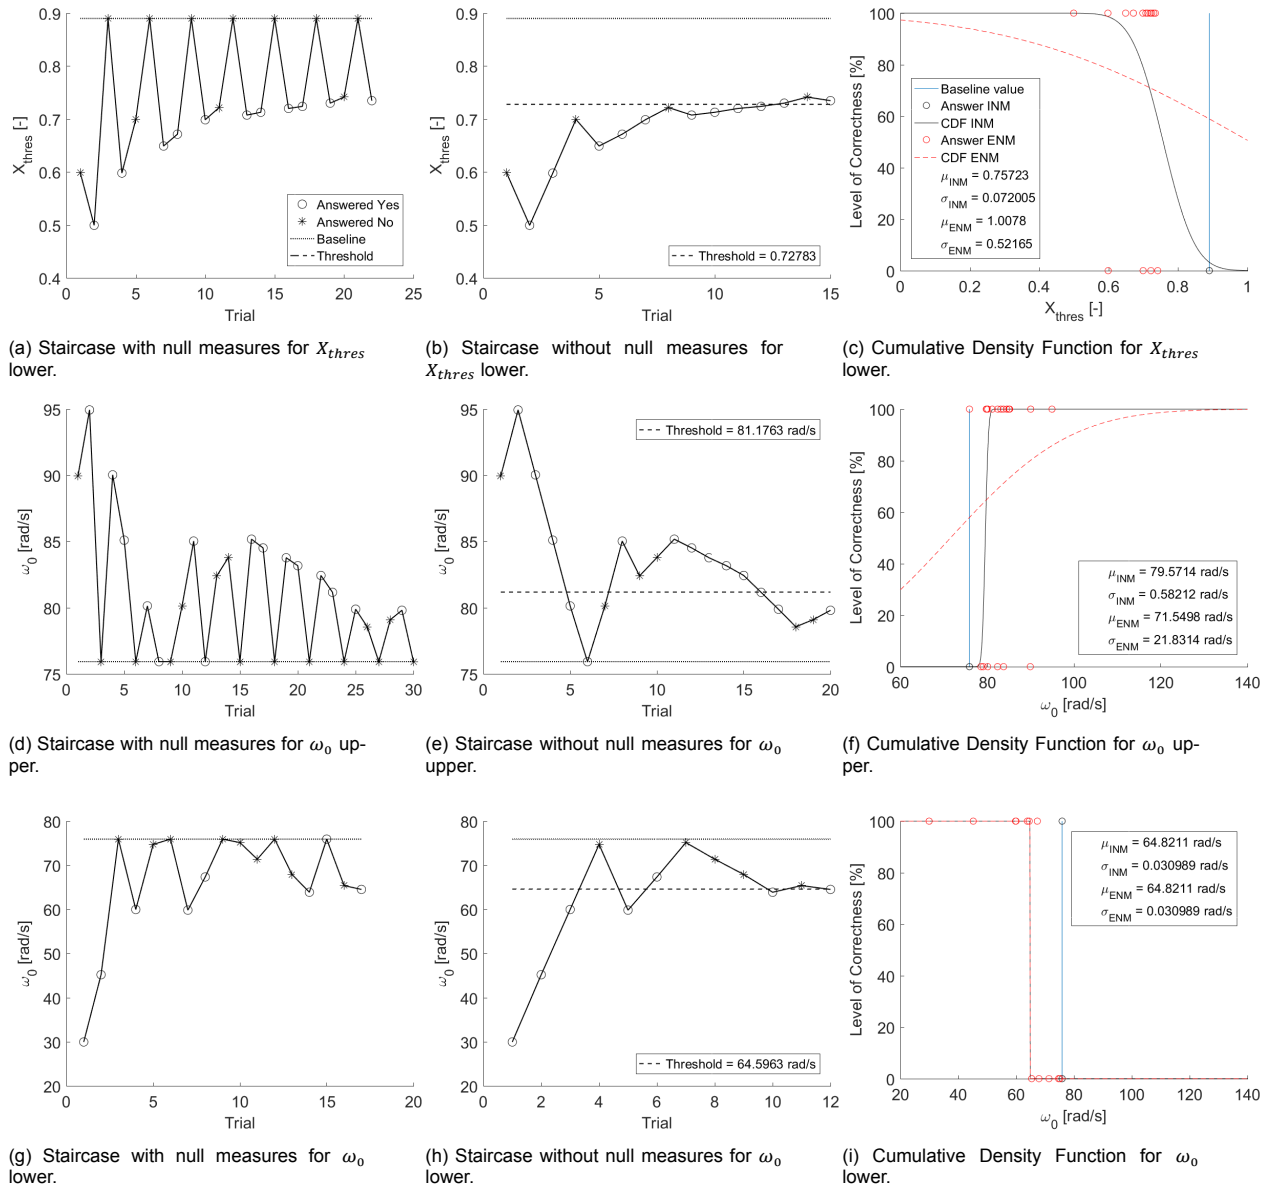 0.9
0.8
0.7
0.6
0.5
0.4
X_thres [-]
0 5 10 15 20 25
Trial
Answered Yes
Answered No
Baseline
Threshold
(a) Staircase with null measures for X_thres
lower.
0.9
0.8
0.7
0.6
0.5
0.4
X_thres [-]
0 5 10 15
Trial
Threshold = 0.72783
(b) Staircase without null measures for
X_thres lower.
100
80
60
40
20
0
Level of Correctness [%]
0 0.2 0.4 0.6 0.8 1
X_thres [-]
Baseline value
Answer INM
CDF INM
Answer ENM
CDF ENM
μ_INM = 0.75723
σ_INM = 0.072005
μ_ENM = 1.0078
σ_ENM = 0.52165
(c) Cumulative Density Function for X_thres
lower.
95
90
85
80
75
ω_0 [rad/s]
0 5 10 15 20 25 30
Trial
(d) Staircase with null measures for ω_0 up-
per.
95
90
85
80
75
ω_0 [rad/s]
0 5 10 15 20
Trial
Threshold = 81.1763 rad/s
(e) Staircase without null measures for ω_0
upper.
100
80
60
40
20
0
Level of Correctness [%]
60 80 100 120 140
ω_0 [rad/s]
μ_INM = 79.5714 rad/s
σ_INM = 0.58212 rad/s
μ_ENM = 71.5498 rad/s
σ_ENM = 21.8314 rad/s
(f) Cumulative Density Function for ω_0 up-
per.
80
70
60
50
40
30
20
ω_0 [rad/s]
0 5 10 15 20
Trial
(g) Staircase with null measures for ω_0
lower.
80
70
60
50
40
30
20
ω_0 [rad/s]
0 2 4 6 8 10 12
Trial
Threshold = 64.5963 rad/s
(h) Staircase without null measures for ω_0
lower.
100
80
60
40
20
0
Level of Correctness [%]
20 40 60 80 100 120 140
ω_0 [rad/s]
μ_INM = 64.8211 rad/s
σ_INM = 0.030989 rad/s
μ_ENM = 64.8211 rad/s
σ_ENM = 0.030989 rad/s
(i) Cumulative Density Function for ω_0
lower.